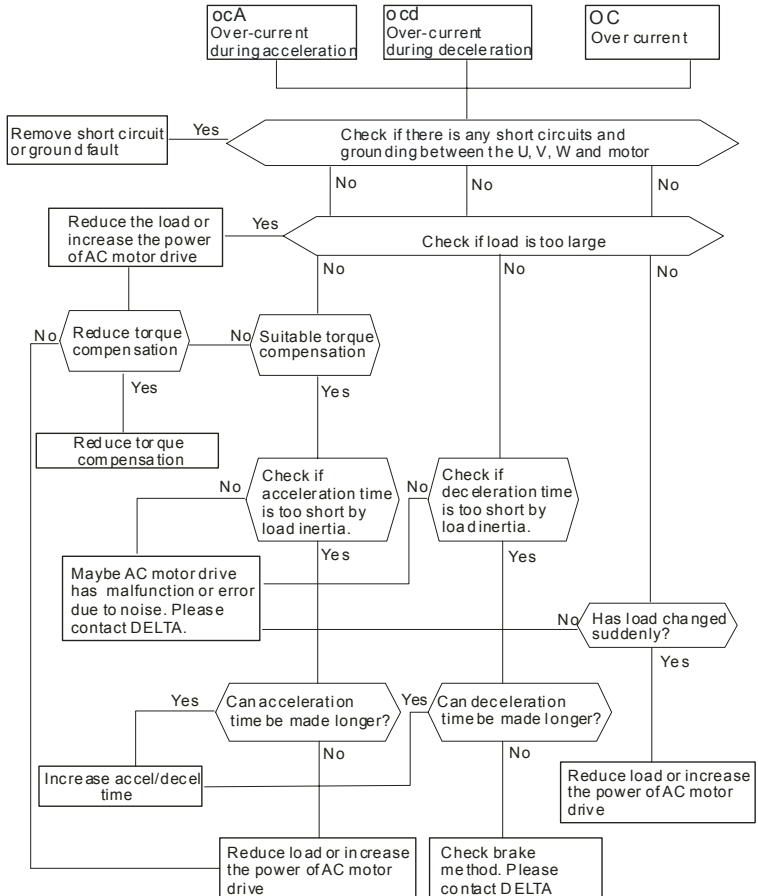 ocA
Over-current
during acceleration
ocd
Over-current
during deceleration
OC
Over current
Remove short circuit
or ground fault
Yes
Check if there is any short circuits and
grounding between the U, V, W and motor
No
No
No
Reduce the load or
increase the power
of AC motor drive
Yes
Check if load is too large
No
No
No
No
Reduce torque
compensation
No
Suitable torque
compensation
Yes
Yes
Reduce torque
compensation
No
Check if
acceleration time
is too short by
load inertia.
No
Check if
deceleration time
is too short by
load inertia.
Yes
Yes
Maybe AC motor drive
has malfunction or error
due to noise. Please
contact DELTA.
No
Has load changed
suddenly?
Yes
Yes
Can acceleration
time be made longer?
Yes
Can deceleration
time be made longer?
No
No
Increase accel/decel
time
Reduce load or increase
the power of AC motor
drive
Reduce load or increase
the power of AC motor
drive
Check brake
method. Please
contact DELTA